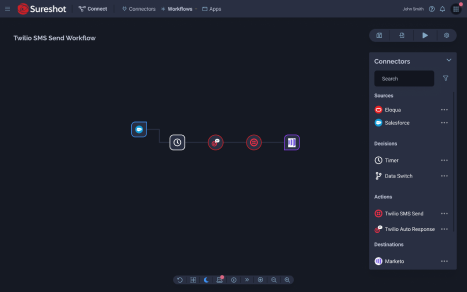 Sureshot
Connect
Connectors
Workflows
Apps
John Smith
Twilio SMS Send Workflow
Connectors
Search
Sources
Eloqua
Salesforce
Decisions
Timer
Data Switch
Actions
Twilio SMS Send
Twilio Auto Response
Destinations
Marketo